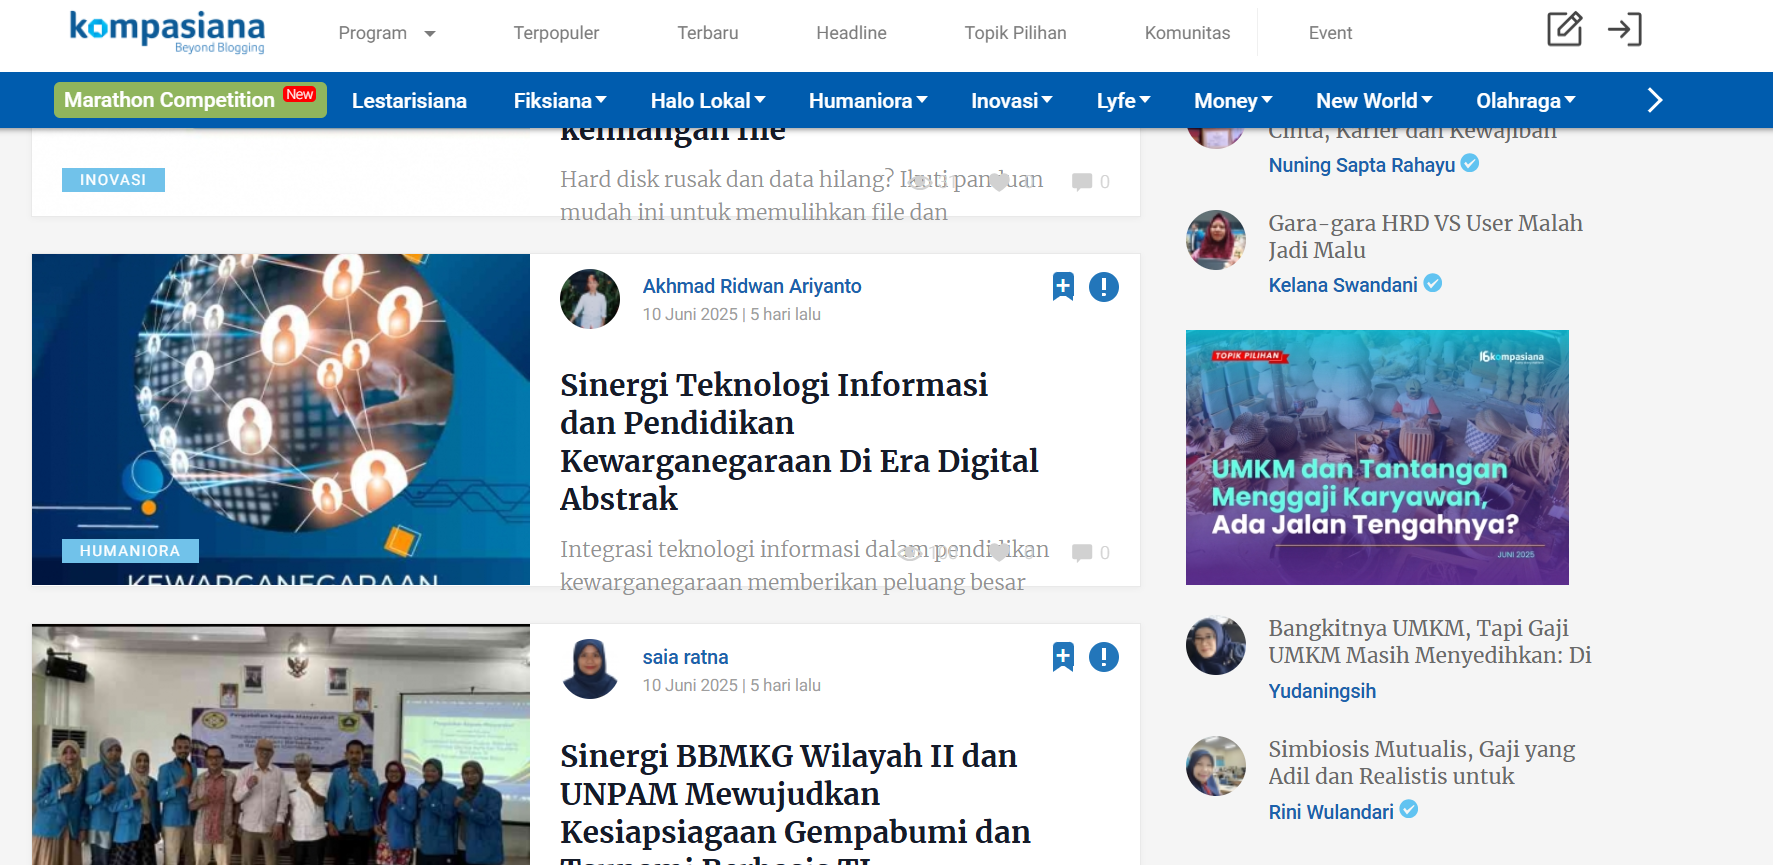 kompasiana
Beyond Blogging
Program
Terpopuler
Terbaru
Headline
Topik Pilihan
Komunitas
Event
Marathon Competition New
Lestarisiana
Fiksiana
Halo Lokal
Humaniora
Inovasi
Lyfe
Money
New World
Olahraga
kehilangan file
INOVASI
Hard disk rusak dan data hilang? Ikuti panduan
0
mudah ini untuk memulihkan file dan
KEWARGANEGARAAN
HUMANIORA
Akhmad Ridwan Ariyanto
10 Juni 2025 | 5 hari lalu
Sinergi Teknologi Informasi
dan Pendidikan
Kewarganegaraan Di Era Digital
Abstrak
Integrasi teknologi informasi dalam pendidikan
0
kewarganegaraan memberikan peluang besar
Pengabdian Kepada Masyarakat
saia ratna
10 Juni 2025 | 5 hari lalu
Sinergi BBMKG Wilayah II dan
UNPAM Mewujudkan
Kesiapsiagaan Gempabumi dan
Tsunami Berbasis TI
Cinta, Karier dan Kewajiban
Nuning Sapta Rahayu
Gara-gara HRD VS User Malah
Jadi Malu
Kelana Swandani
TOPIK PILIHAN
16kompasiana
UMKM dan Tantangan
Menggaji Karyawan,
Ada Jalan Tengahnya?
JUNI 2025
Bangkitnya UMKM, Tapi Gaji
UMKM Masih Menyedihkan: Di
Yudaningsih
Simbiosis Mutualis, Gaji yang
Adil dan Realistis untuk
Rini Wulandari